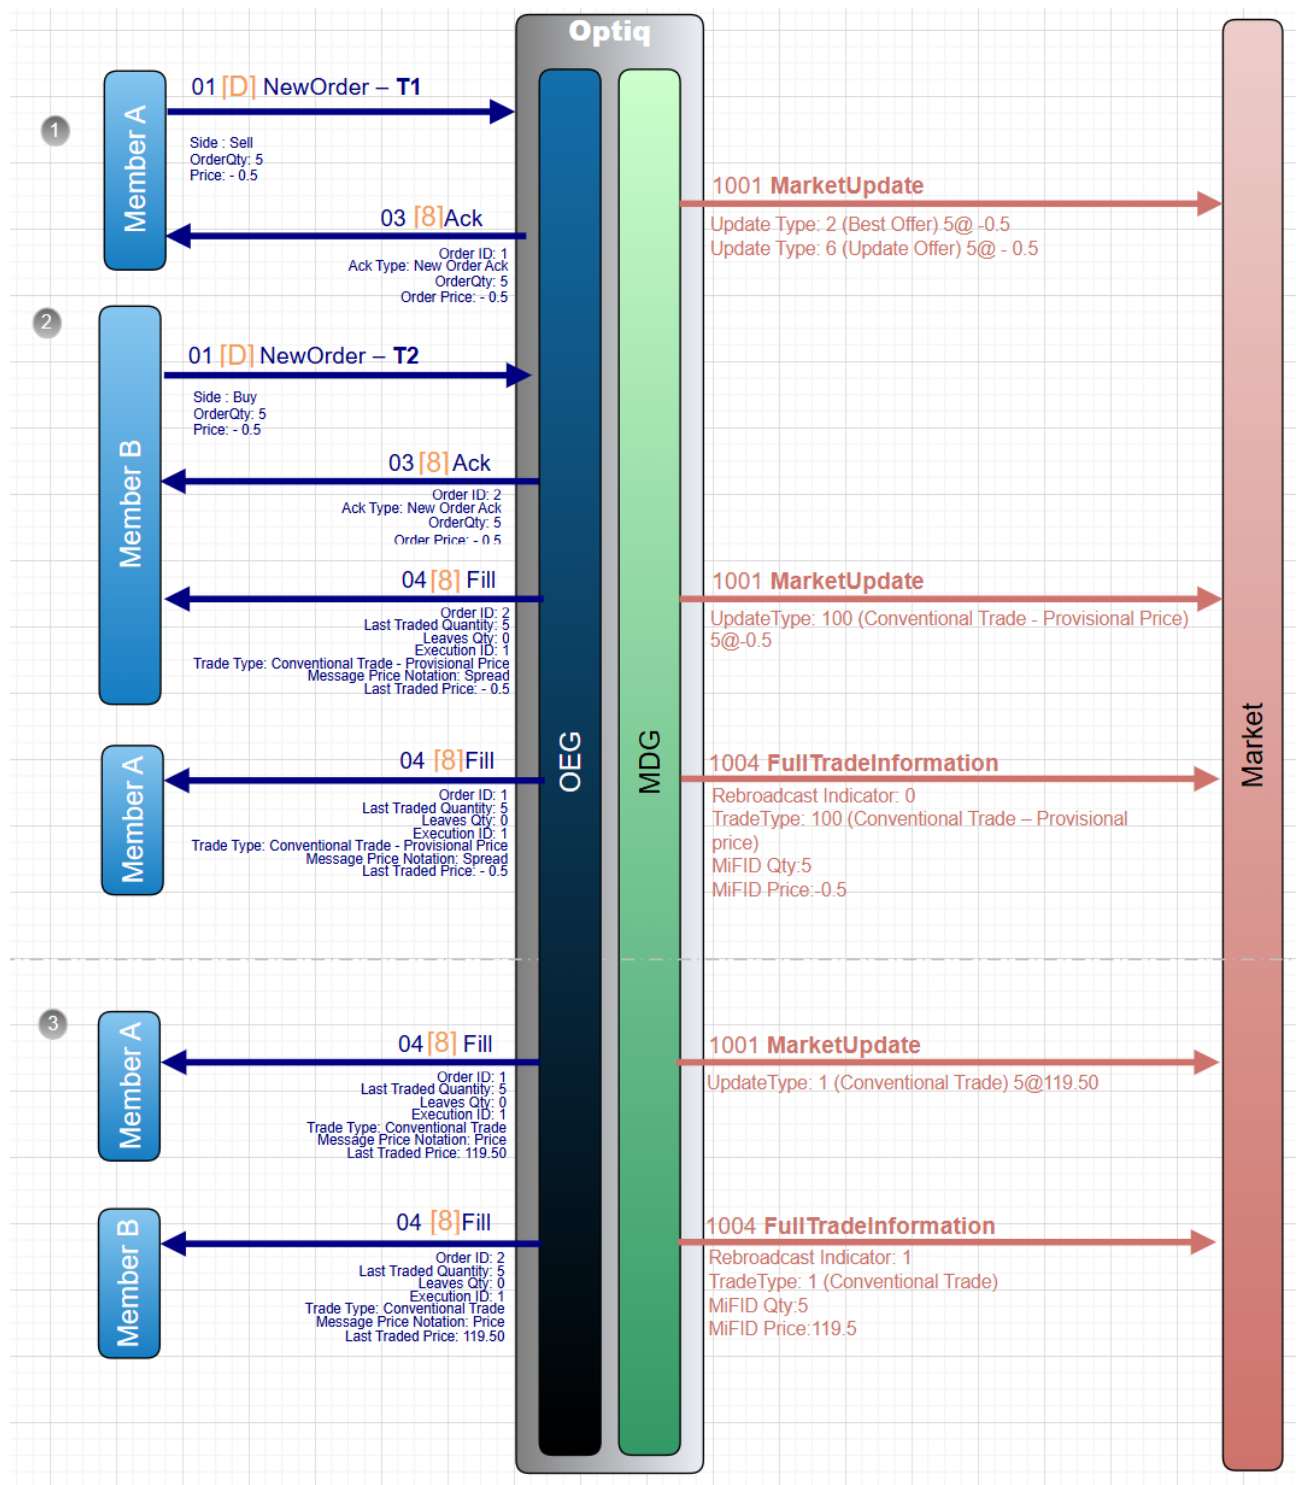 Optiq
1
Member A
01 [D] NewOrder – T1
Side : Sell
OrderQty: 5
Price: - 0.5
1001 MarketUpdate
Update Type: 2 (Best Offer) 5@ -0.5
Update Type: 6 (Update Offer) 5@ - 0.5
03 [8] Ack
Order ID: 1
Ack Type: New Order Ack
OrderQty: 5
Order Price: - 0.5
2
Member B
01 [D] NewOrder – T2
Side : Buy
OrderQty: 5
Price: - 0.5
03 [8] Ack
Order ID: 2
Ack Type: New Order Ack
OrderQty: 5
Order Price: - 0.5
04 [8] Fill
Order ID: 2
Last Traded Quantity: 5
Leaves Qty: 0
Execution ID: 1
Trade Type: Conventional Trade - Provisional Price
Message Price Notation: Spread
Last Traded Price: - 0.5
1001 MarketUpdate
UpdateType: 100 (Conventional Trade - Provisional Price)
5@-0.5
Member A
04 [8] Fill
Order ID: 1
Last Traded Quantity: 5
Leaves Qty: 0
Execution ID: 1
Trade Type: Conventional Trade - Provisional Price
Message Price Notation: Spread
Last Traded Price: - 0.5
OEG
MDG
1004 FullTradeInformation
Rebroadcast Indicator: 0
TradeType: 100 (Conventional Trade – Provisional
price)
MiFID Qty:5
MiFID Price:-0.5
Market
3
Member A
04 [8] Fill
Order ID: 1
Last Traded Quantity: 5
Leaves Qty: 0
Execution ID: 1
Trade Type: Conventional Trade
Message Price Notation: Price
Last Traded Price: 119.50
1001 MarketUpdate
UpdateType: 1 (Conventional Trade) 5@119.50
Member B
04 [8] Fill
Order ID: 2
Last Traded Quantity: 5
Leaves Qty: 0
Execution ID: 1
Trade Type: Conventional Trade
Message Price Notation: Price
Last Traded Price: 119.50
1004 FullTradeInformation
Rebroadcast Indicator: 1
TradeType: 1 (Conventional Trade)
MiFID Qty:5
MiFID Price:119.5